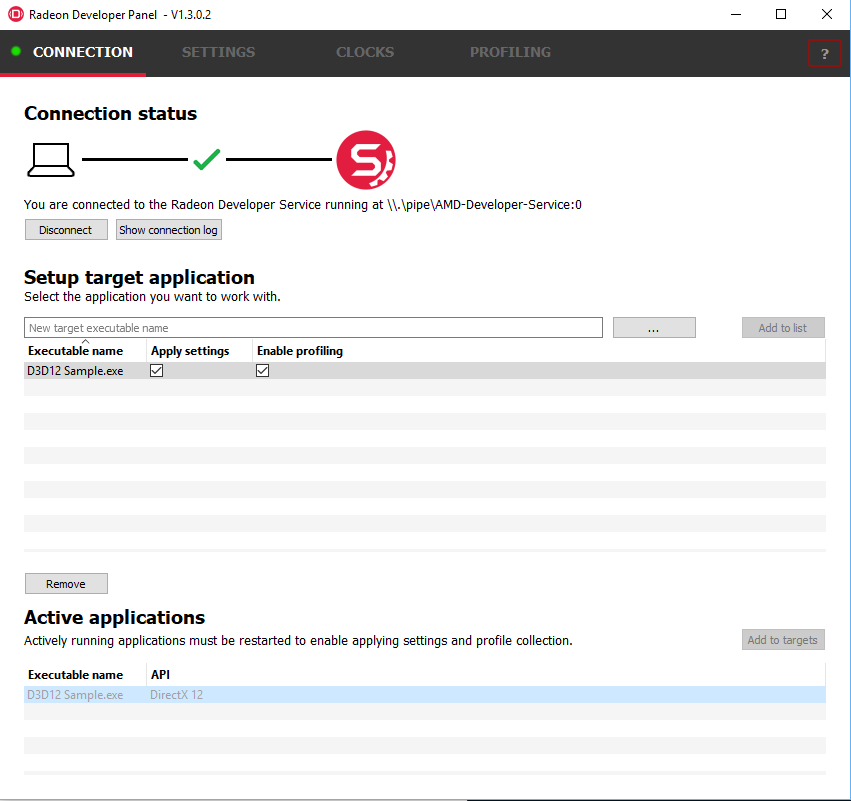 Radeon Developer Panel - V1.3.0.2
CONNECTION SETTINGS CLOCKS PROFILING ?
Connection status
You are connected to the Radeon Developer Service running at \\.\pipe\AMD-Developer-Service:0
Disconnect Show connection log
Setup target application
Select the application you want to work with.
New target executable name ... Add to list
Executable name Apply settings Enable profiling
D3D12 Sample.exe
Remove
Active applications
Actively running applications must be restarted to enable applying settings and profile collection.
Add to targets
Executable name API
D3D12 Sample.exe DirectX 12